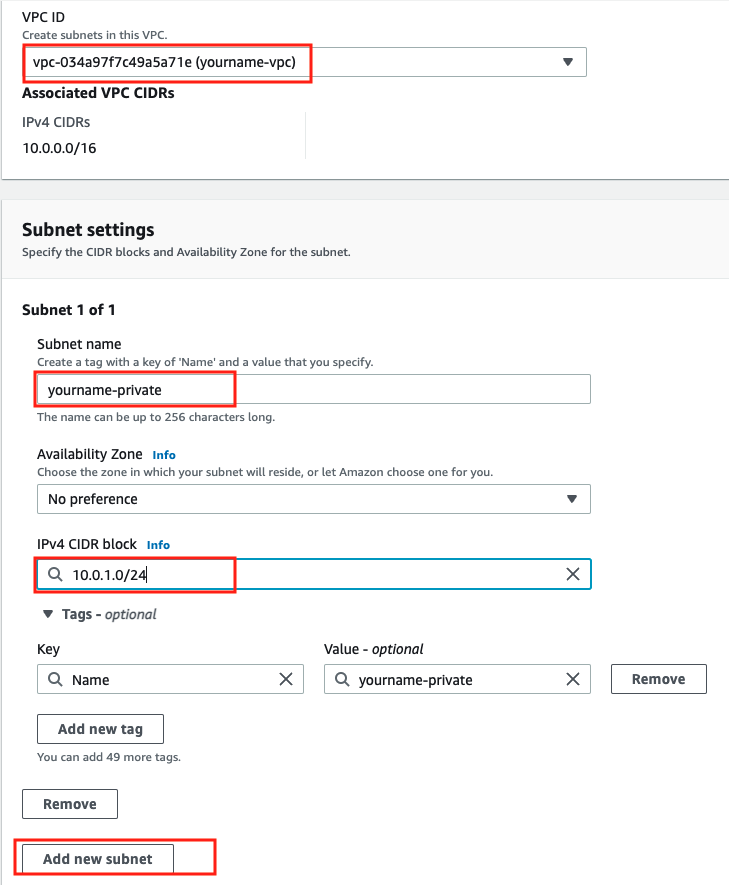 VPC ID
Create subnets in this VPC.
vpc-034a97f7c49a5a71e (yourname-vpc)
Associated VPC CIDRs
IPv4 CIDRs
10.0.0.0/16
Subnet settings
Specify the CIDR blocks and Availability Zone for the subnet.
Subnet 1 of 1
Subnet name
Create a tag with a key of 'Name' and a value that you specify.
yourname-private
The name can be up to 256 characters long.
Availability Zone Info
Choose the zone in which your subnet will reside, or let Amazon choose one for you.
No preference
IPv4 CIDR block Info
10.0.1.0/24
Tags - optional
Key Value - optional
Name yourname-private Remove
Add new tag
You can add 49 more tags.
Remove
Add new subnet